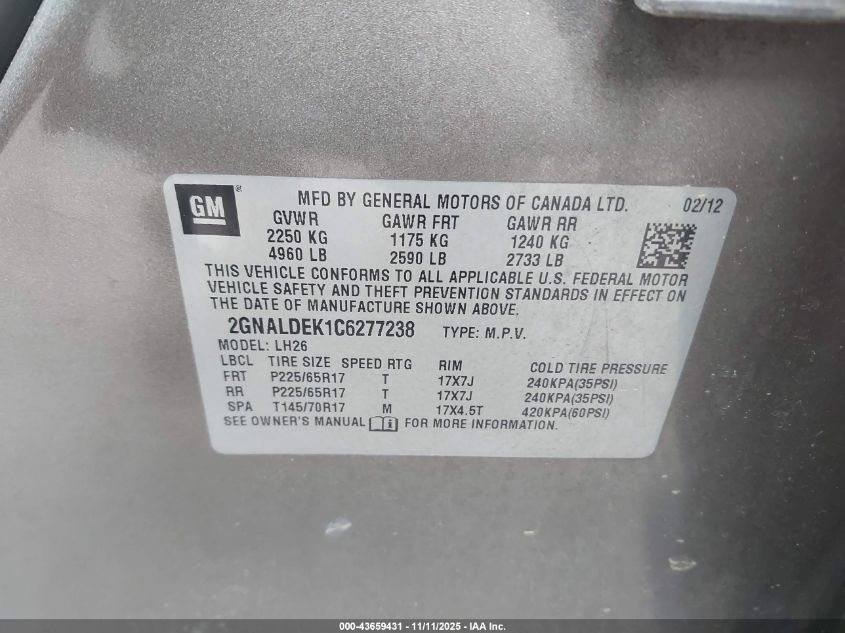 GM ®
MFD BY GENERAL MOTORS OF CANADA LTD. 02/12
GVWR GAWR FRT GAWR RR
2250 KG 1175 KG 1240 KG
4960 LB 2590 LB 2733 LB
THIS VEHICLE CONFORMS TO ALL APPLICABLE U.S. FEDERAL MOTOR
VEHICLE SAFETY AND THEFT PREVENTION STANDARDS IN EFFECT ON
THE DATE OF MANUFACTURE SHOWN ABOVE.
2GNALDEK1C6277238 TYPE: M.P.V.
MODEL: LH26
LBCL TIRE SIZE SPEED RTG RIM COLD TIRE PRESSURE
FRT P225/65R17 T 17X7J 240KPA(35PSI)
RR P225/65R17 T 17X7J 240KPA(35PSI)
SPA T145/70R17 M 17X4.5T 420KPA(60PSI)
SEE OWNER'S MANUAL FOR MORE INFORMATION.
000-43659431 - 11/11/2025 - IAA Inc.